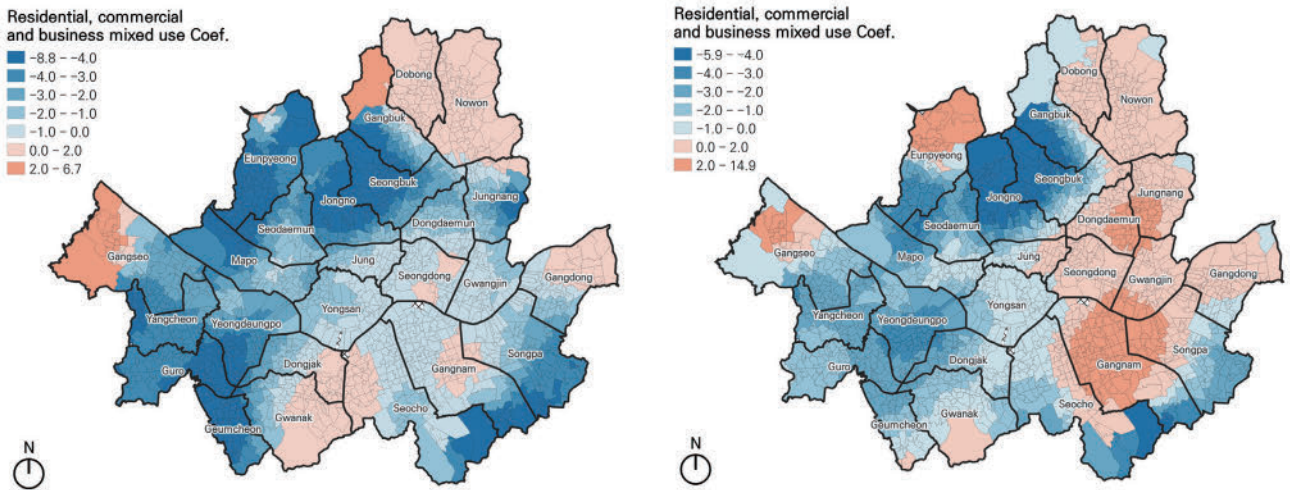 Residential, commercial
and business mixed use Coef.
-8.8 - -4.0
-4.0 - -3.0
-3.0 - -2.0
-2.0 - -1.0
-1.0 - 0.0
0.0 - 2.0
2.0 - 6.7
Dobong
Nowon
Gangbuk
Eunpyeong
Seongbuk
Jongno
Jungnang
Dongdaemun
Seodaemun
Gangseo
Mapo
Jung
Seongdong
Gwangjin
Gangdong
Yongsan
Yangcheon
Yeongdeungpo
Songpa
Dongjak
Gangnam
Guro
Seocho
Gwanak
Geumcheon
N
Residential, commercial
and business mixed use Coef.
-5.9 - -4.0
-4.0 - -3.0
-3.0 - -2.0
-2.0 - -1.0
-1.0 - 0.0
0.0 - 2.0
2.0 - 14.9
Dobong
Nowon
Gangbuk
Eunpyeong
Seongbuk
Jongno
Jungnang
Dongdaemun
Seodaemun
Gangseo
Mapo
Jung
Seongdong
Gwangjin
Gangdong
Yongsan
Yangcheon
Yeongdeungpo
Songpa
Dongjak
Gangnam
Guro
Seocho
Gwanak
Geumcheon
N